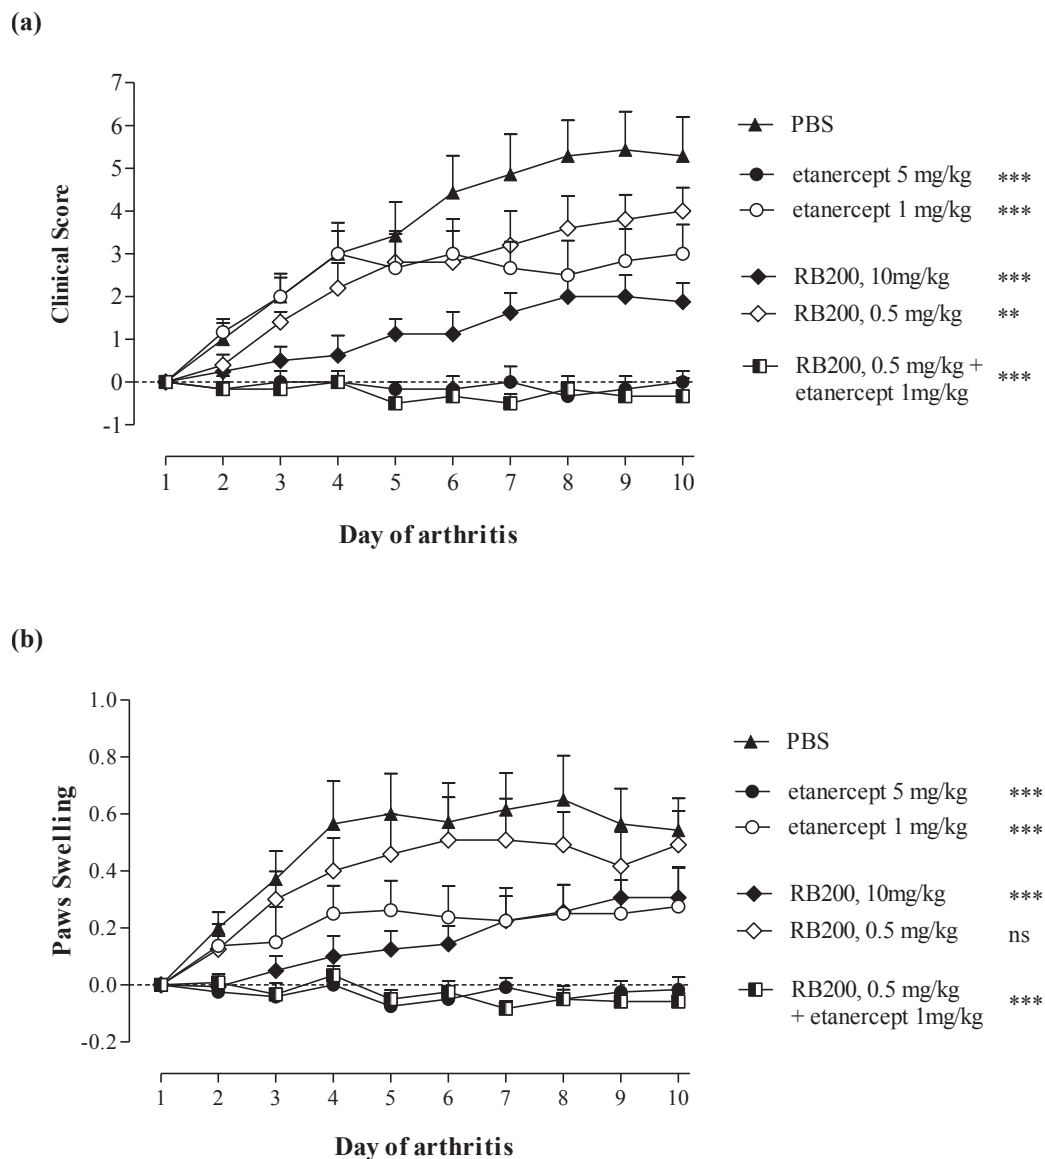 (a)
7
6
5
4
3
2
1
0
-1
Clinical Score
1 2 3 4 5 6 7 8 9 10
Day of arthritis
PBS
etanercept 5 mg/kg ***
etanercept 1 mg/kg ***
RB200, 10mg/kg ***
RB200, 0.5 mg/kg **
RB200, 0.5 mg/kg + ***
etanercept 1mg/kg
(b)
1.0
0.8
0.6
0.4
0.2
0.0
-0.2
Paws Swelling
1 2 3 4 5 6 7 8 9 10
Day of arthritis
PBS
etanercept 5 mg/kg ***
etanercept 1 mg/kg ***
RB200, 10mg/kg ***
RB200, 0.5 mg/kg ns
RB200, 0.5 mg/kg ***
+ etanercept 1mg/kg